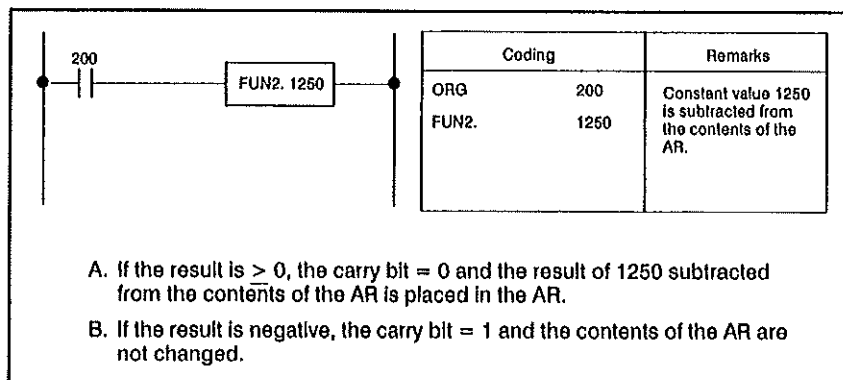 200
FUN2. 1250
Coding Remarks
ORG 200
FUN2. 1250
Constant value 1250
is subtracted from
the contents of the
AR.
A. If the result is ≥ 0, the carry bit = 0 and the result of 1250 subtracted
from the contents of the AR is placed in the AR.
B. If the result is negative, the carry bit = 1 and the contents of the AR are
not changed.